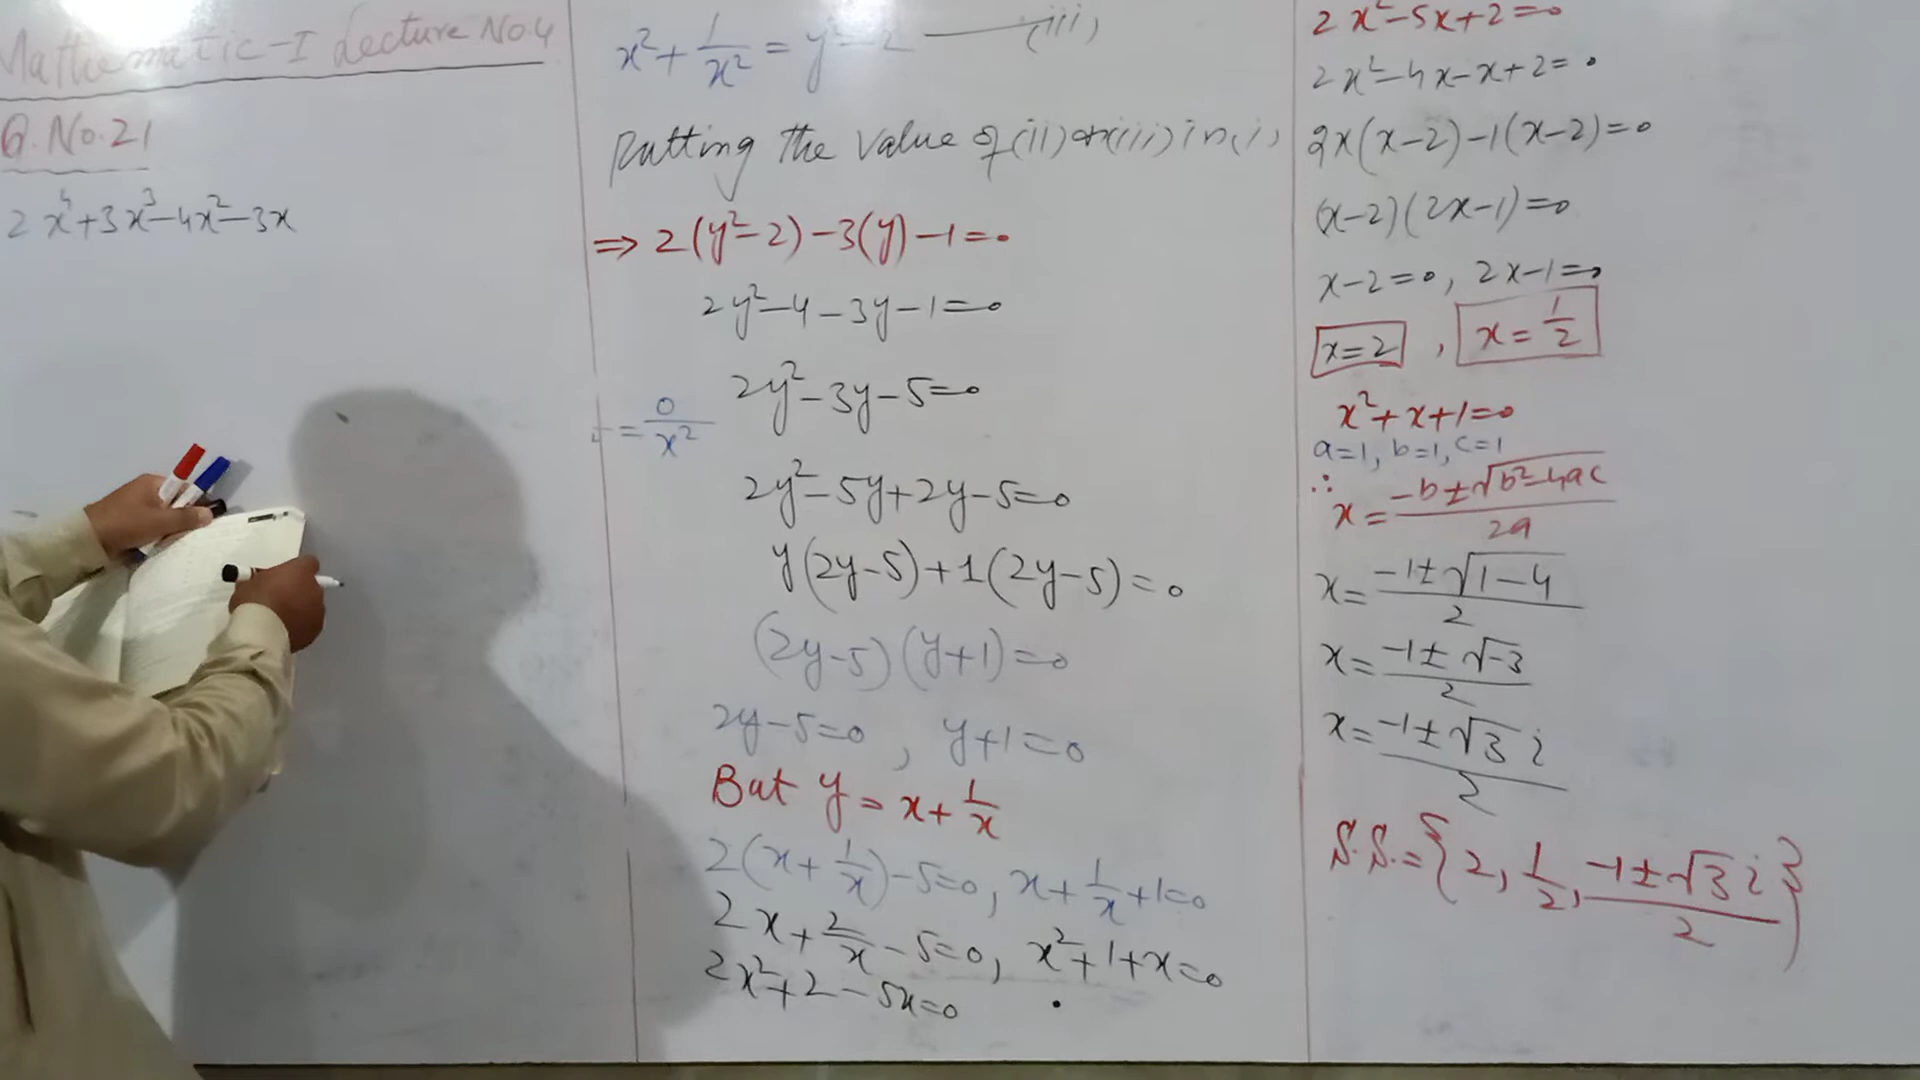 Mathematic-I Lecture No.4
Q.No.21
2x⁴+3x³-4x²-3x
x²+1/x²=y²-2 —(iii)
Putting the value of (ii) or (iii) in (i)
⇒ 2(y²-2)-3(y)-1=0
2y²-4-3y-1=0
2y²-3y-5=0
=0/x²
2y²-5y+2y-5=0
y(2y-5)+1(2y-5)=0
(2y-5)(y+1)=0
2y-5=0, y+1=0
But y=x+1/x
2(x+1/x)-5=0, x+1/x+1=0
2x+2/x-5=0, x²+1+x=0
2x²+2-5x=0
2x²-5x+2=0
2x²-4x-x+2=0
2x(x-2)-1(x-2)=0
(x-2)(2x-1)=0
x-2=0, 2x-1=0
x=2, x=1/2
x²+x+1=0
a=1, b=1, c=1
∴ x=-b±√b²-4ac/2a
x=-1±√1-4/2
x=-1±√-3/2
x=-1±√3i/2
S.S.={2, 1/2, -1±√3i/2}